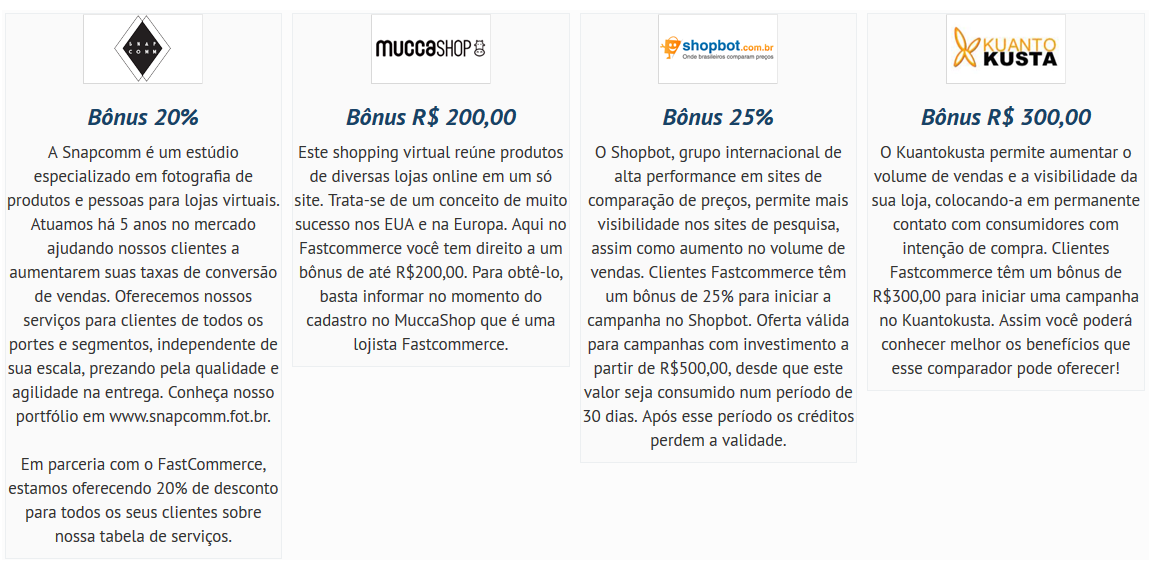 SNAP
COMM
Bônus 20%
A Snapcomm é um estúdio
especializado em fotografia de
produtos e pessoas para lojas virtuais.
Atuamos há 5 anos no mercado
ajudando nossos clientes a
aumentarem suas taxas de conversão
de vendas. Oferecemos nossos
serviços para clientes de todos os
portes e segmentos, independente de
sua escala, prezando pela qualidade e
agilidade na entrega. Conheça nosso
portfólio em www.snapcomm.fot.br.
Em parceria com o FastCommerce,
estamos oferecendo 20% de desconto
para todos os seus clientes sobre
nossa tabela de serviços.
muccaSHOP
Bônus R$ 200,00
Este shopping virtual reúne produtos
de diversas lojas online em um só
site. Trata-se de um conceito de muito
sucesso nos EUA e na Europa. Aqui no
Fastcommerce você tem direito a um
bônus de até R$200,00. Para obtê-lo,
basta informar no momento do
cadastro no MuccaShop que é uma
lojista Fastcommerce.
shopbot.com.br
Onde brasileiros comparam preços
Bônus 25%
O Shopbot, grupo internacional de
alta performance em sites de
comparação de preços, permite mais
visibilidade nos sites de pesquisa,
assim como aumento no volume de
vendas. Clientes Fastcommerce têm
um bônus de 25% para iniciar a
campanha no Shopbot. Oferta válida
para campanhas com investimento a
partir de R$500,00, desde que este
valor seja consumido num período de
30 dias. Após esse período os créditos
perdem a validade.
KUANTO
KUSTA
Bônus R$ 300,00
O Kuantokusta permite aumentar o
volume de vendas e a visibilidade da
sua loja, colocando-a em permanente
contato com consumidores com
intenção de compra. Clientes
Fastcommerce têm um bônus de
R$300,00 para iniciar uma campanha
no Kuantokusta. Assim você poderá
conhecer melhor os benefícios que
esse comparador pode oferecer!